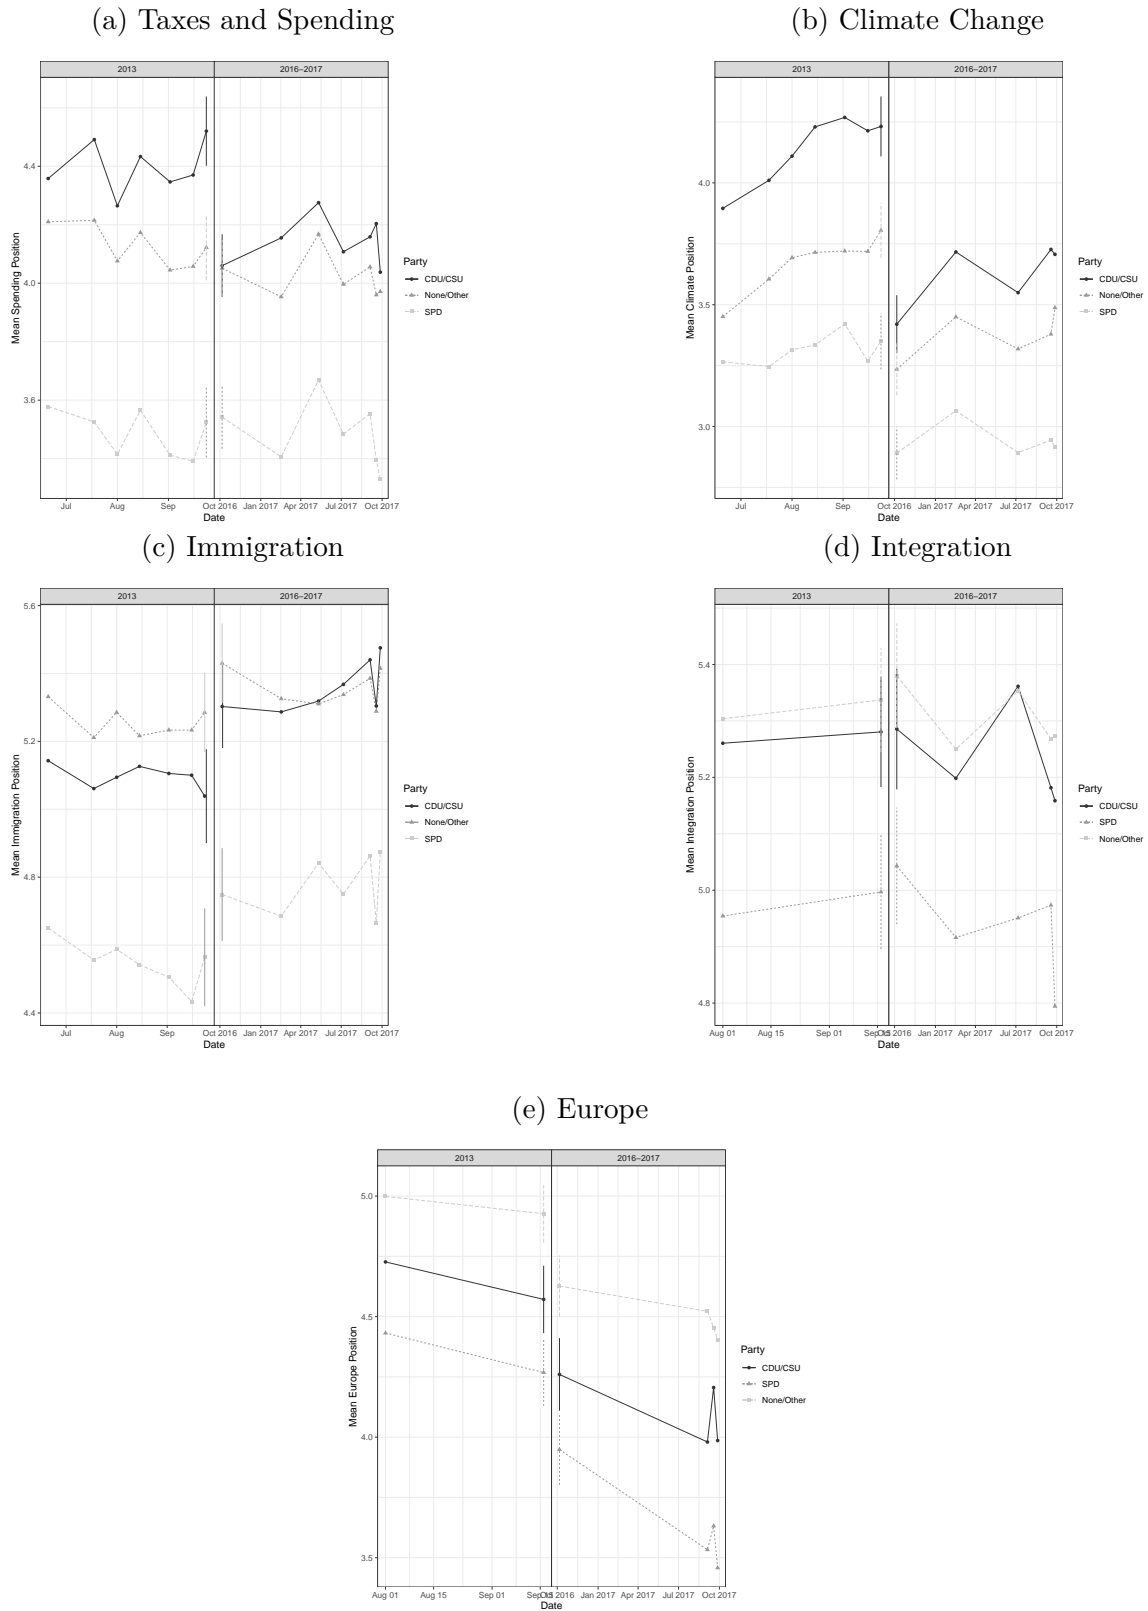 (a) Taxes and Spending
2013
2016–2017
4.4
4.0
3.6
Mean Spending Position
Jul
Aug
Sep
Oct 2016
Jan 2017
Apr 2017
Jul 2017
Oct 2017
Date
Party
CDU/CSU
None/Other
SPD
(b) Climate Change
2013
2016–2017
4.0
3.5
3.0
Mean Climate Position
Jul
Aug
Sep
Oct 2016
Jan 2017
Apr 2017
Jul 2017
Oct 2017
Date
Party
CDU/CSU
None/Other
SPD
(c) Immigration
2013
2016–2017
5.6
5.2
4.8
4.4
Mean Immigration Position
Jul
Aug
Sep
Oct 2016
Jan 2017
Apr 2017
Jul 2017
Oct 2017
Date
Party
CDU/CSU
None/Other
SPD
(d) Integration
2013
2016–2017
5.4
5.2
5.0
4.8
Mean Integration Position
Aug 01
Aug 15
Sep 01
Sep 15
Oct 2016
Jan 2017
Apr 2017
Jul 2017
Oct 2017
Date
Party
CDU/CSU
SPD
None/Other
(e) Europe
2013
2016–2017
5.0
4.5
4.0
3.5
Mean Europe Position
Aug 01
Aug 15
Sep 01
Sep 15
Oct 2016
Jan 2017
Apr 2017
Jul 2017
Oct 2017
Date
Party
CDU/CSU
SPD
None/Other